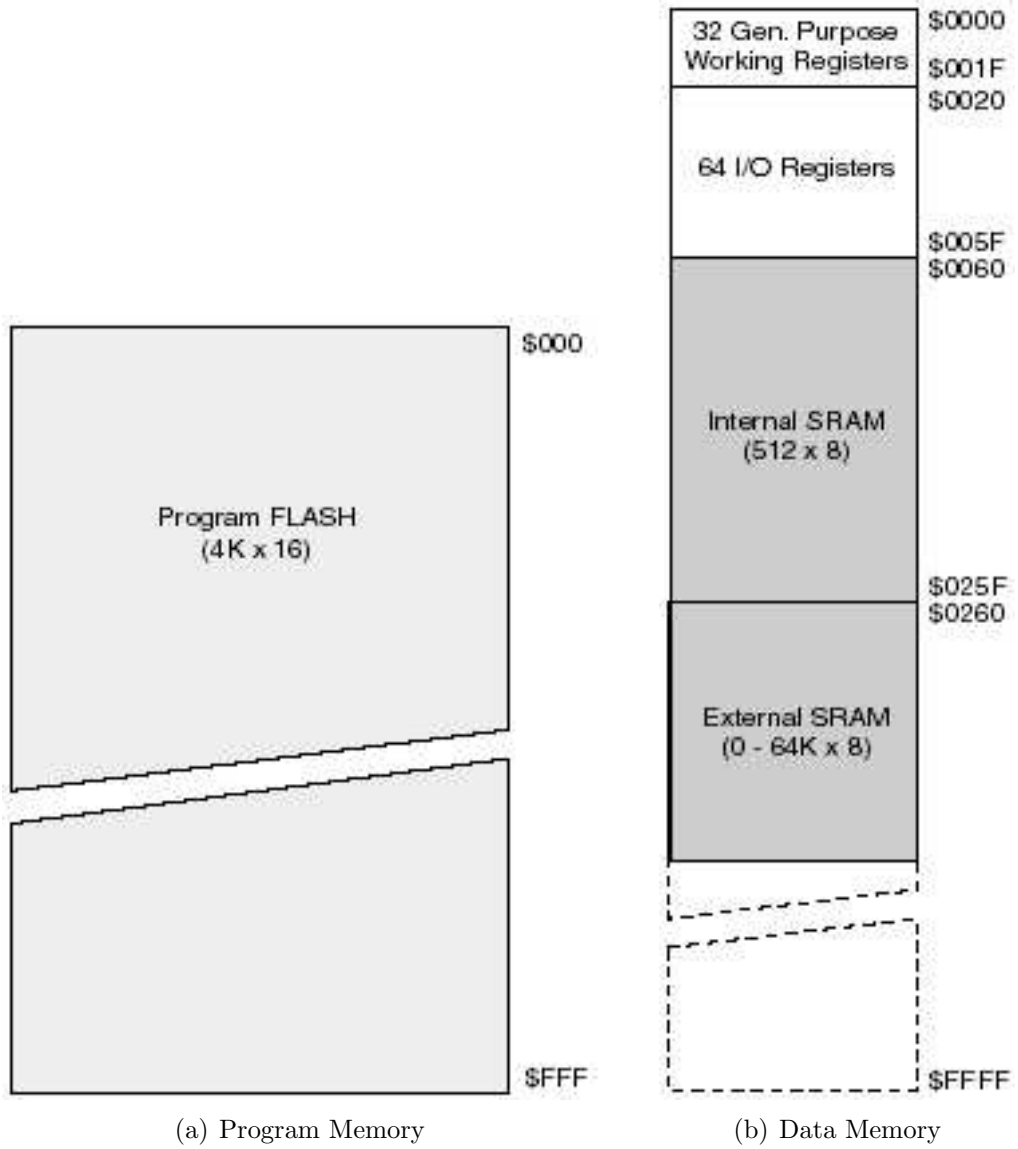 $000
Program FLASH
(4K x 16)
$FFF
(a) Program Memory
32 Gen. Purpose
Working Registers
$0000
$001F
$0020
64 I/O Registers
$005F
$0060
Internal SRAM
(512 x 8)
$025F
$0260
External SRAM
(0 - 64K x 8)
$FFFF
(b) Data Memory